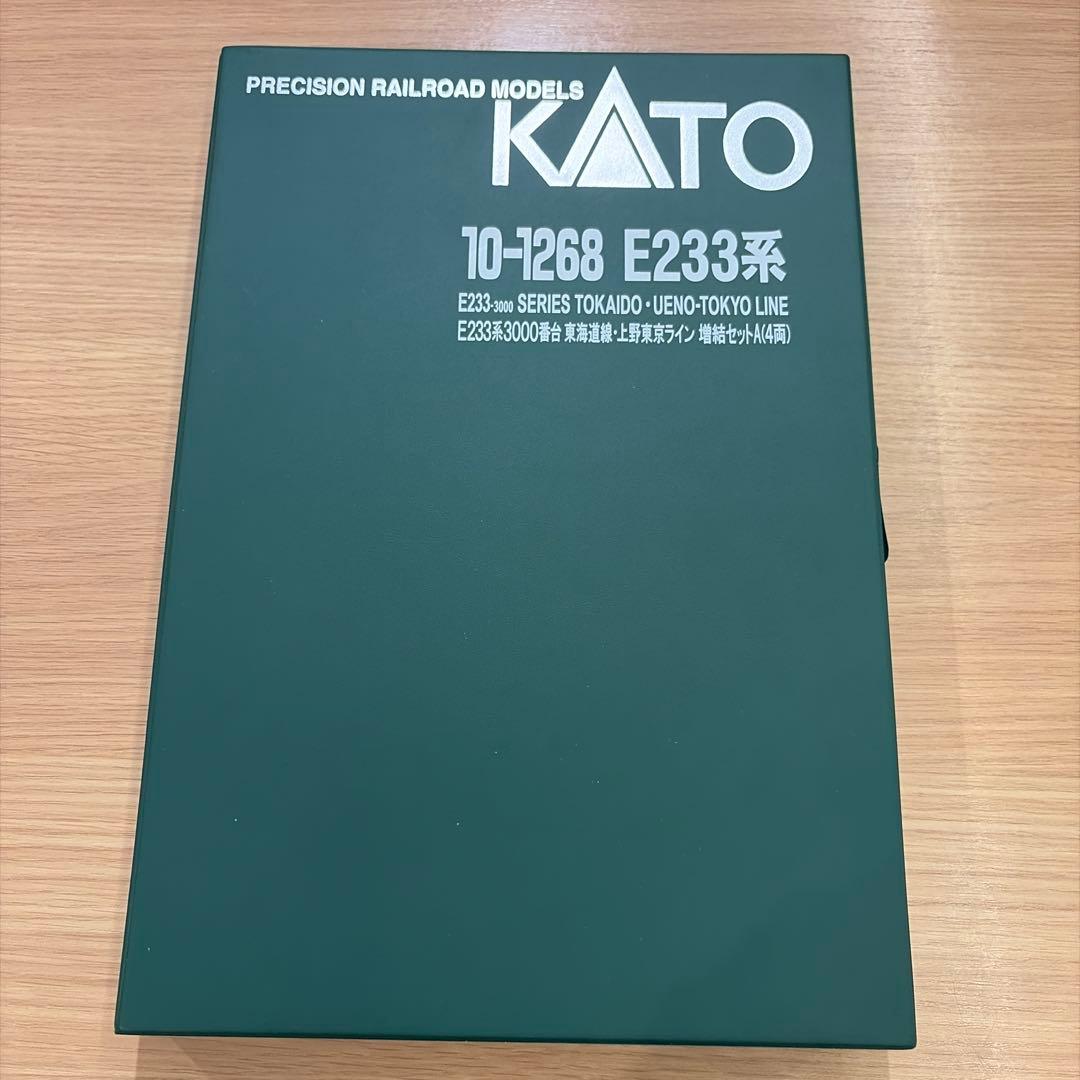 PRECISION RAILROAD MODELS
KATO
10-1268 E233系
E233-3000 SERIES TOKAIDO・UENO-TOKYO LINE
E233系3000番台 東海道線・上野東京ライン 増結セットA(4両)